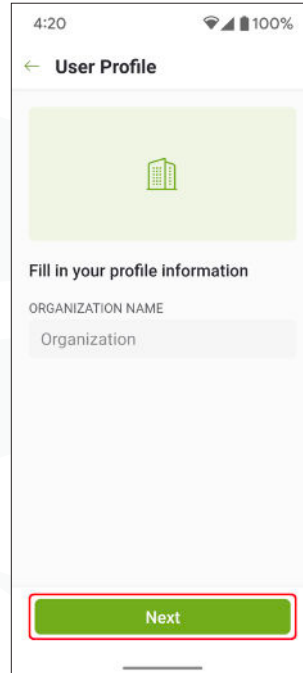 4:20 100%
User Profile
Fill in your profile information
ORGANIZATION NAME
Organization
Next